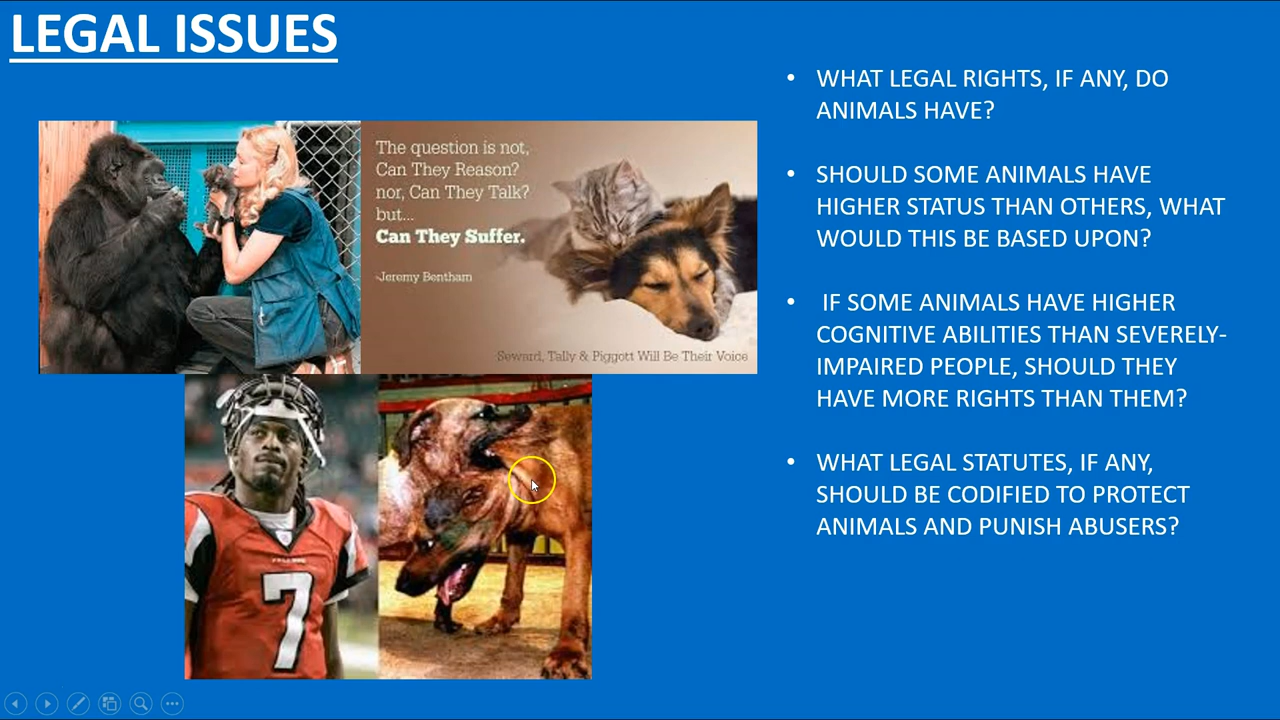 LEGAL ISSUES
The question is not,
Can They Reason?
nor, Can They Talk?
but...
Can They Suffer.
-Jeremy Bentham
Seward, Tally & Piggott Will Be Their Voice
7
• WHAT LEGAL RIGHTS, IF ANY, DO
ANIMALS HAVE?
• SHOULD SOME ANIMALS HAVE
HIGHER STATUS THAN OTHERS, WHAT
WOULD THIS BE BASED UPON?
• IF SOME ANIMALS HAVE HIGHER
COGNITIVE ABILITIES THAN SEVERELY-
IMPAIRED PEOPLE, SHOULD THEY
HAVE MORE RIGHTS THAN THEM?
• WHAT LEGAL STATUTES, IF ANY,
SHOULD BE CODIFIED TO PROTECT
ANIMALS AND PUNISH ABUSERS?